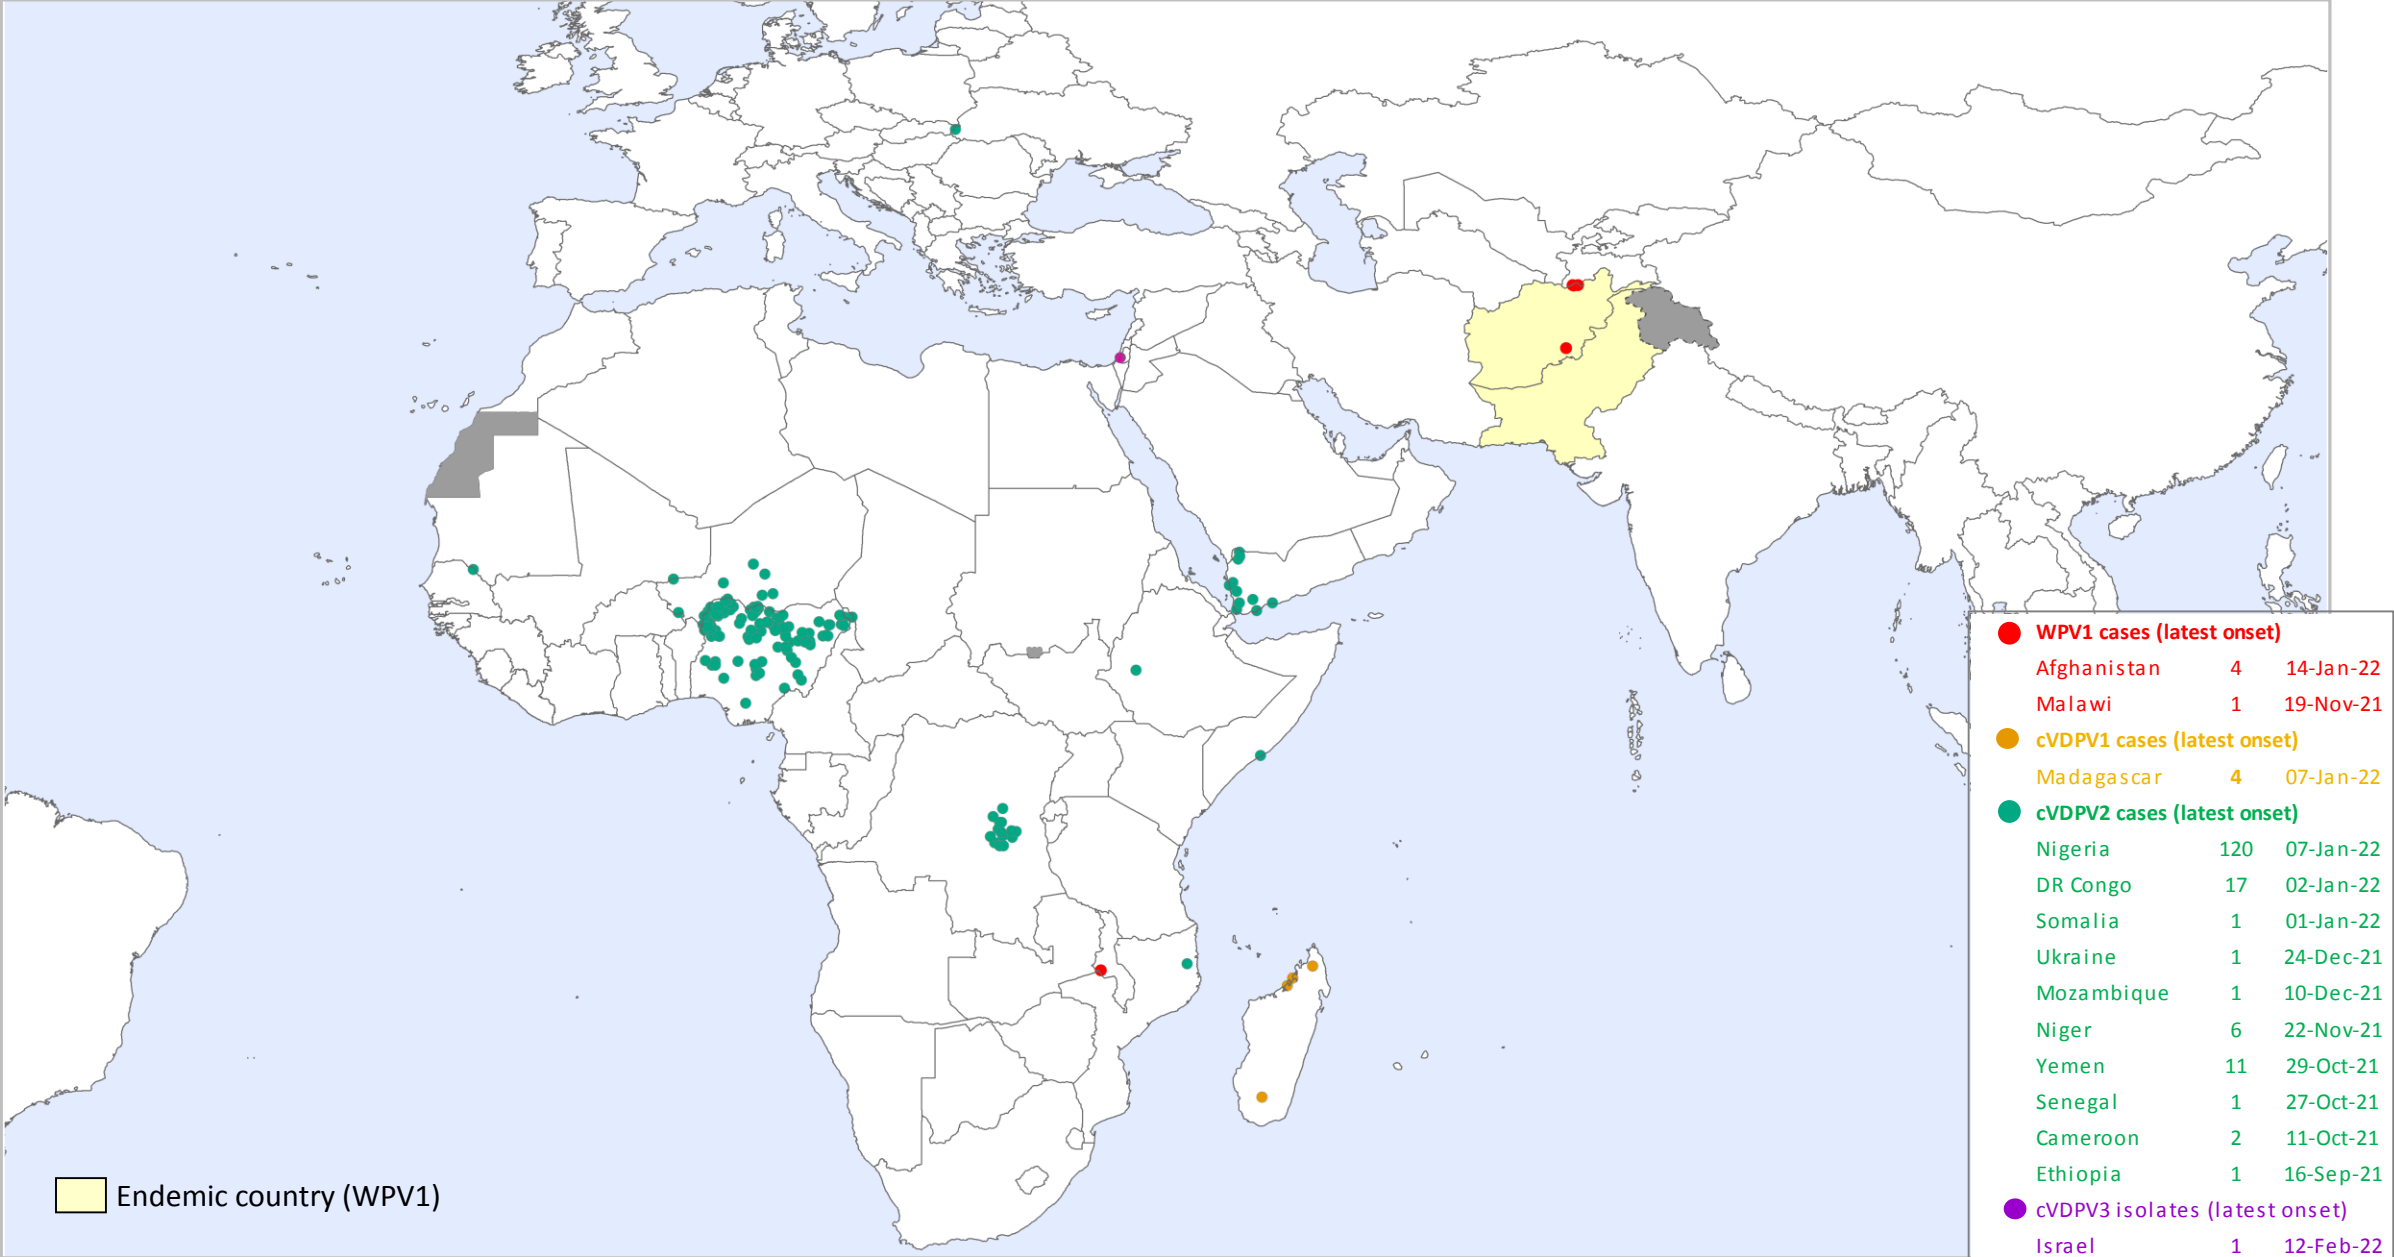 WPV1 cases (latest onset)
Afghanistan 4 14-Jan-22
Malawi 1 19-Nov-21
cVDPV1 cases (latest onset)
Madagascar 4 07-Jan-22
cVDPV2 cases (latest onset)
Nigeria 120 07-Jan-22
DR Congo 17 02-Jan-22
Somalia 1 01-Jan-22
Ukraine 1 24-Dec-21
Mozambique 1 10-Dec-21
Niger 6 22-Nov-21
Yemen 11 29-Oct-21
Senegal 1 27-Oct-21
Cameroon 2 11-Oct-21
Ethiopia 1 16-Sep-21
cVDPV3 isolates (latest onset)
Israel 1 12-Feb-22
Endemic country (WPV1)